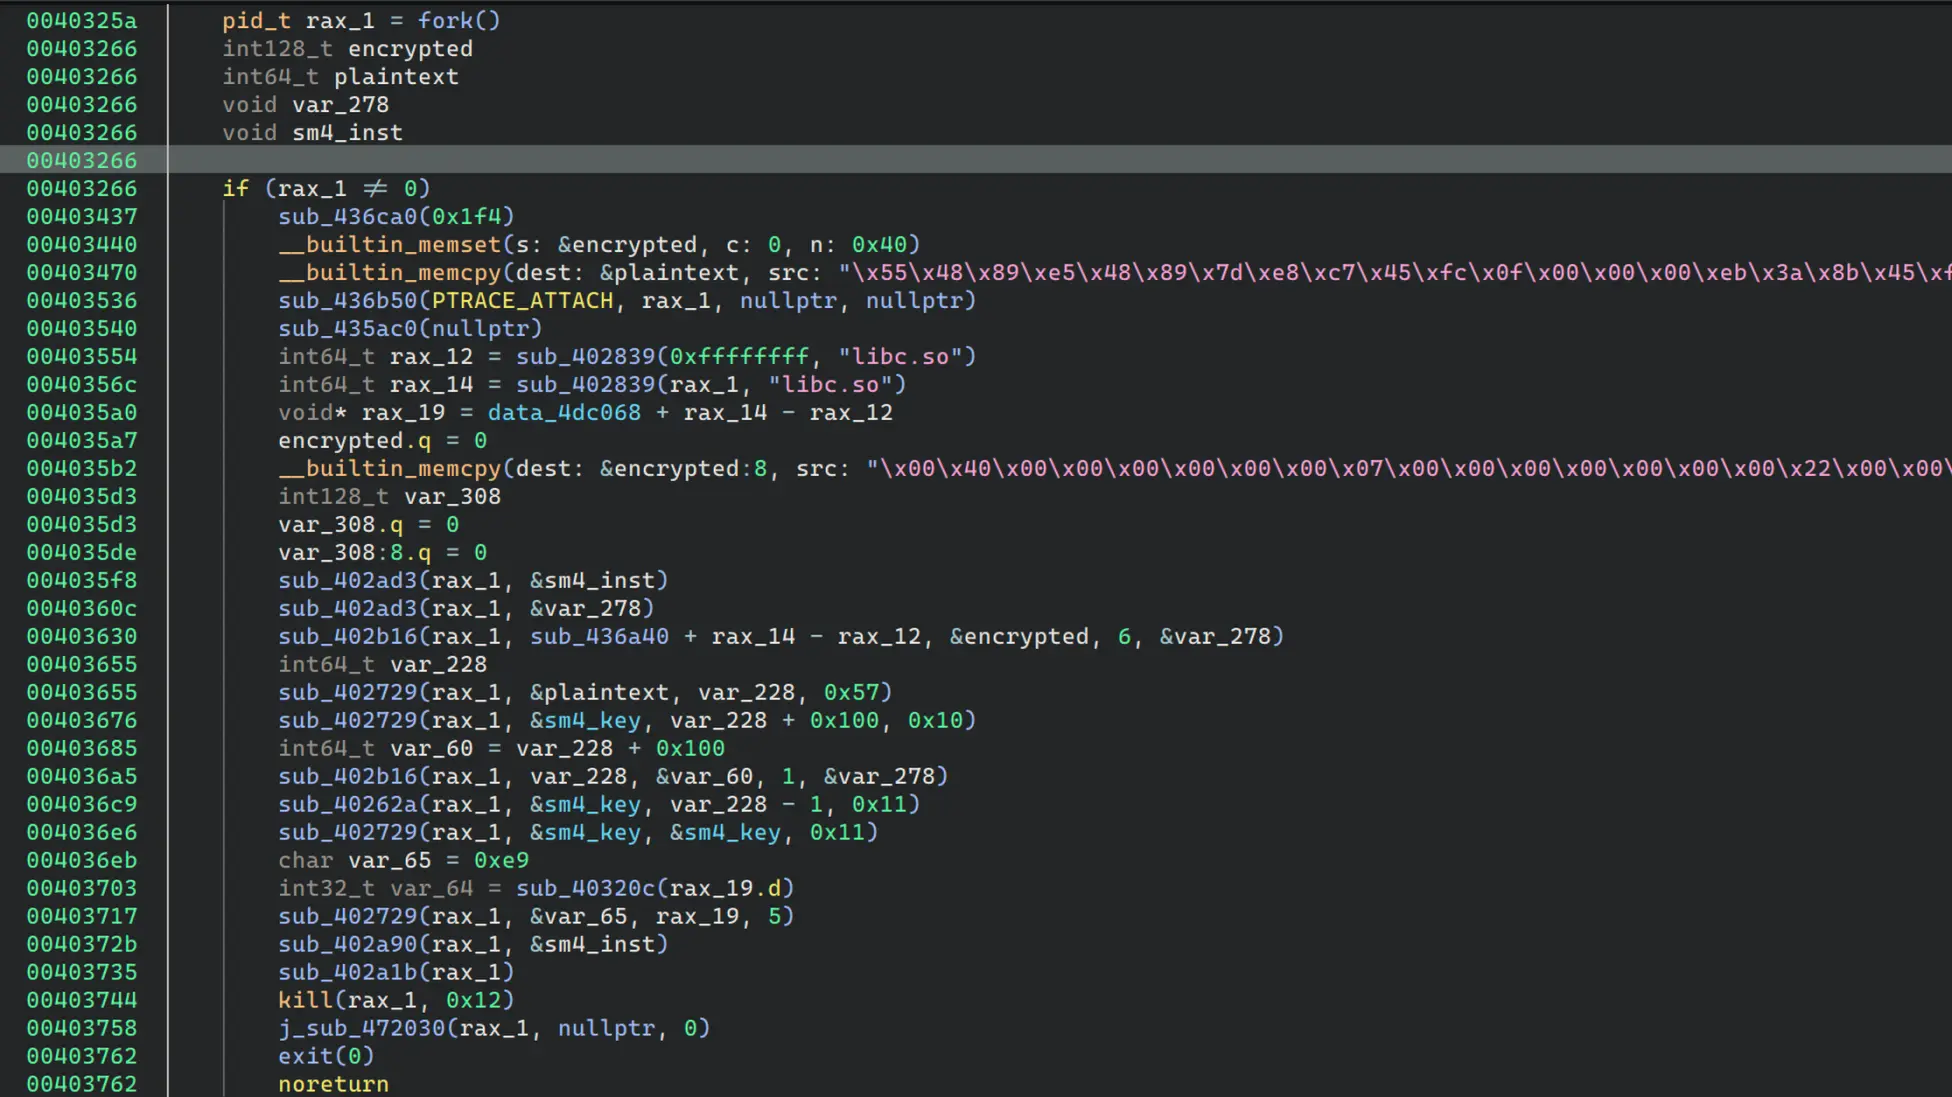 0040325a pid_t rax_1 = fork()
00403266 int128_t encrypted
00403266 int64_t plaintext
00403266 void var_278
00403266 void sm4_inst
00403266
00403266 if (rax_1 ≠ 0)
00403437 sub_436ca0(0x1f4)
00403440 __builtin_memset(s: &encrypted, c: 0, n: 0x40)
00403470 __builtin_memcpy(dest: &plaintext, src: "\x55\x48\x89\xe5\x48\x89\x7d\xe8\xc7\x45\xfc\x0f\x00\x00\x00\xeb\x3a\x8b\x45\xf
00403536 sub_436b50(PTRACE_ATTACH, rax_1, nullptr, nullptr)
00403540 sub_435ac0(nullptr)
00403554 int64_t rax_12 = sub_402839(0xffffffff, "libc.so")
0040356c int64_t rax_14 = sub_402839(rax_1, "libc.so")
004035a0 void* rax_19 = data_4dc068 + rax_14 - rax_12
004035a7 encrypted.q = 0
004035b2 __builtin_memcpy(dest: &encrypted:8, src: "\x00\x40\x00\x00\x00\x00\x00\x00\x07\x00\x00\x00\x00\x00\x00\x00\x22\x00\x00\
004035d3 int128_t var_308
004035d3 var_308.q = 0
004035de var_308:8.q = 0
004035f8 sub_402ad3(rax_1, &sm4_inst)
0040360c sub_402ad3(rax_1, &var_278)
00403630 sub_402b16(rax_1, sub_436a40 + rax_14 - rax_12, &encrypted, 6, &var_278)
00403655 int64_t var_228
00403655 sub_402729(rax_1, &plaintext, var_228, 0x57)
00403676 sub_402729(rax_1, &sm4_key, var_228 + 0x100, 0x10)
00403685 int64_t var_60 = var_228 + 0x100
004036a5 sub_402b16(rax_1, var_228, &var_60, 1, &var_278)
004036c9 sub_40262a(rax_1, &sm4_key, var_228 - 1, 0x11)
004036e6 sub_402729(rax_1, &sm4_key, &sm4_key, 0x11)
004036eb char var_65 = 0xe9
00403703 int32_t var_64 = sub_40320c(rax_19.d)
00403717 sub_402729(rax_1, &var_65, rax_19, 5)
0040372b sub_402a90(rax_1, &sm4_inst)
00403735 sub_402a1b(rax_1)
00403744 kill(rax_1, 0x12)
00403758 j_sub_472030(rax_1, nullptr, 0)
00403762 exit(0)
00403762 noreturn